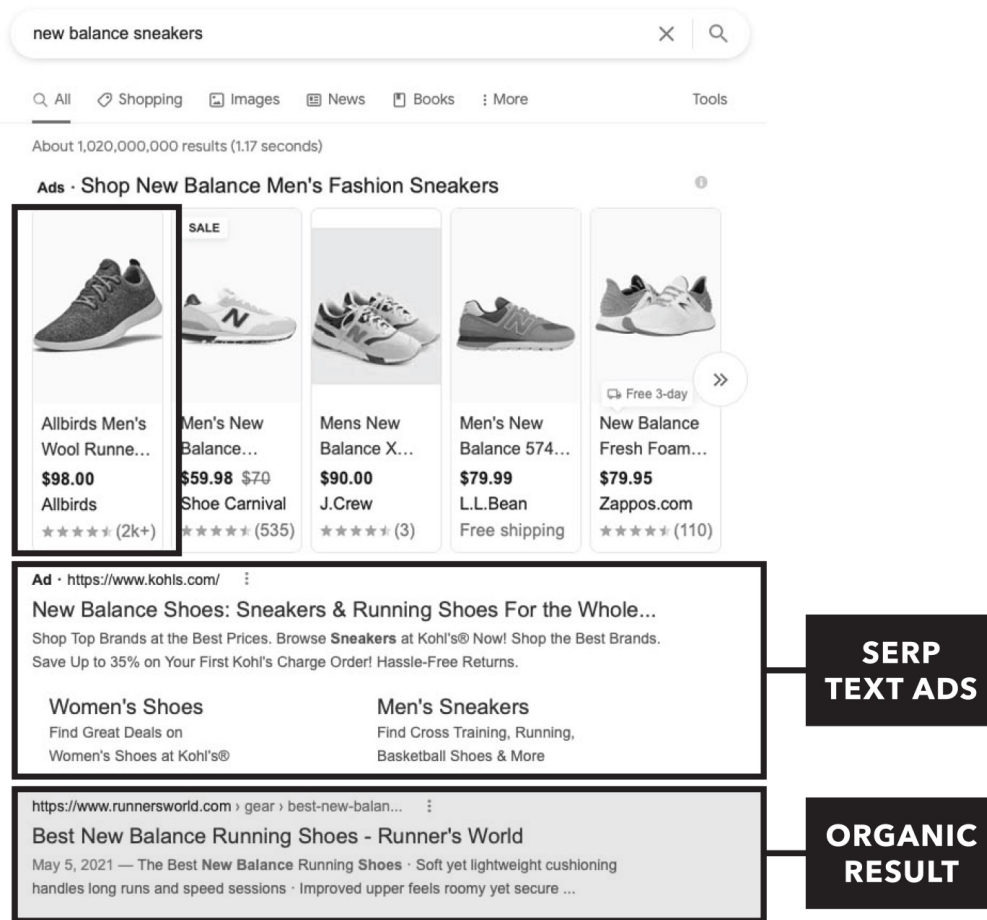 new balance sneakers
All Shopping Images News Books More Tools
About 1,020,000,000 results (1.17 seconds)
Ads · Shop New Balance Men's Fashion Sneakers
SALE
Free 3-day
Allbirds Men's
Wool Runne...
$98.00
Allbirds
(2k+)
Men's New
Balance...
$59.98 $70
Shoe Carnival
(535)
Mens New
Balance X...
$90.00
J.Crew
(3)
Men's New
Balance 574...
$79.99
L.L.Bean
Free shipping
New Balance
Fresh Foam...
$79.95
Zappos.com
(110)
Ad · https://www.kohls.com/
New Balance Shoes: Sneakers & Running Shoes For the Whole...
Shop Top Brands at the Best Prices. Browse Sneakers at Kohl's® Now! Shop the Best Brands.
Save Up to 35% on Your First Kohl's Charge Order! Hassle-Free Returns.
Women's Shoes
Find Great Deals on
Women's Shoes at Kohl's®
Men's Sneakers
Find Cross Training, Running,
Basketball Shoes & More
SERP
TEXT ADS
https://www.runnersworld.com › gear › best-new-balan...
Best New Balance Running Shoes - Runner's World
May 5, 2021 — The Best New Balance Running Shoes · Soft yet lightweight cushioning
handles long runs and speed sessions · Improved upper feels roomy yet secure ...
ORGANIC
RESULT